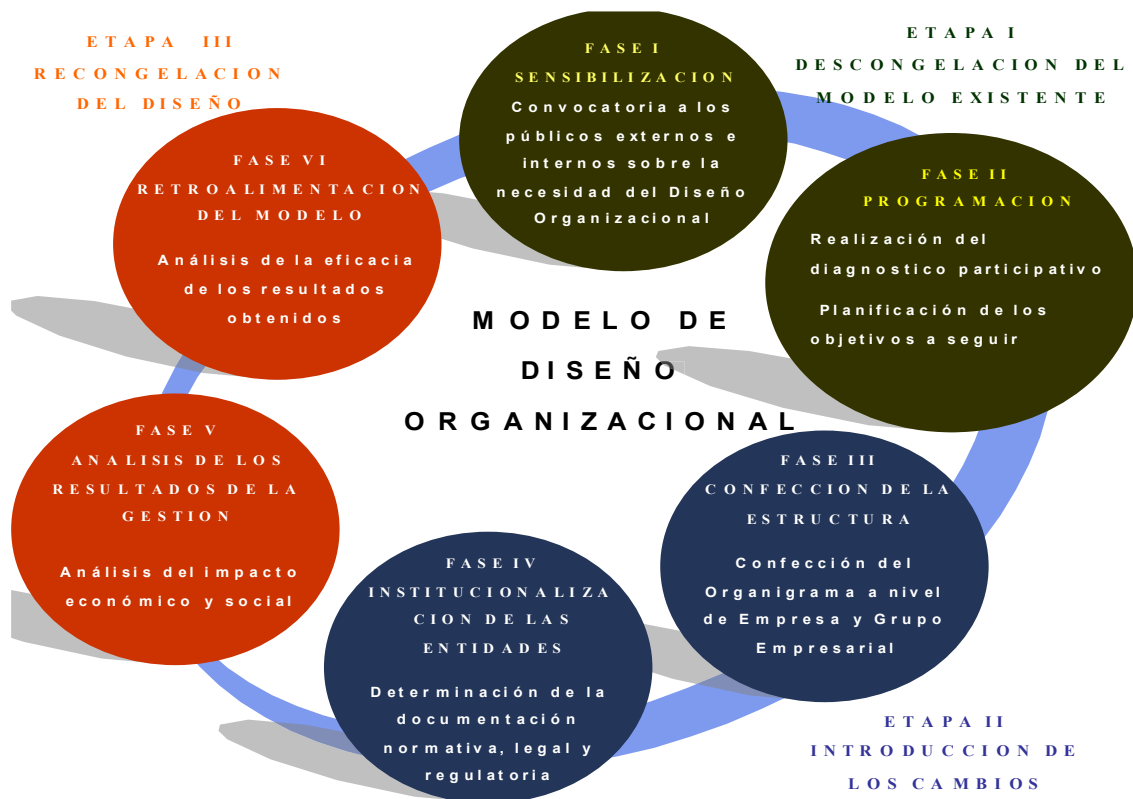 ETAPA III
RECONGELACION
DEL DISEÑO
FASE I
SENSIBILIZACION
Convocatoria a los
públicos externos e
internos sobre la
necesidad del Diseño
Organizacional
ETAPA I
DESCONGELACION DEL
MODELO EXISTENTE
FASE II
PROGRAMACION
Realización del
diagnostico participativo
Planificación de los
objetivos a seguir
FASE VI
RETROALIMENTACION
DEL MODELO
Análisis de la eficacia
de los resultados
obtenidos
MODELO DE
DISEÑO
ORGANIZACIONAL
FASE III
CONFECCION DE LA
ESTRUCTURA
Confección del
Organigrama a nivel
de Empresa y Grupo
Empresarial
FASE V
ANALISIS DE LOS
RESULTADOS DE LA
GESTION
Análisis del impacto
económico y social
FASE IV
INSTITUCIONALIZA
CION DE LAS
ENTIDADES
Determinación de la
documentación
normativa, legal y
regulatoria
ETAPA II
INTRODUCCION DE
LOS CAMBIOS